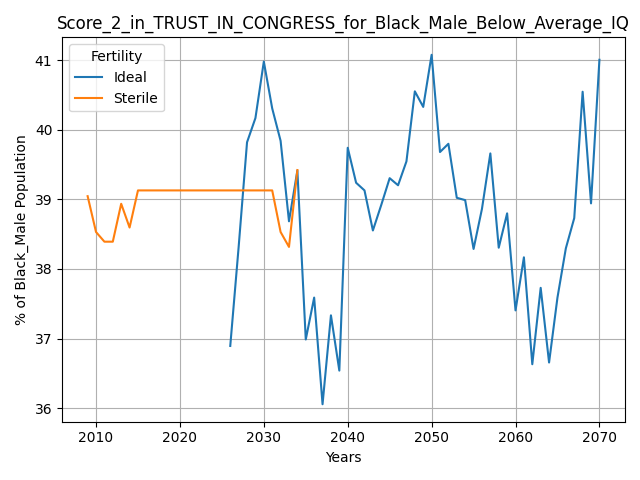 Score_2_in_TRUST_IN_CONGRESS_for_Black_Male_Below_Average_IQ
Fertility
Ideal
Sterile
% of Black_Male Population
41
40
39
38
37
36
2010 2020 2030 2040 2050 2060 2070
Years